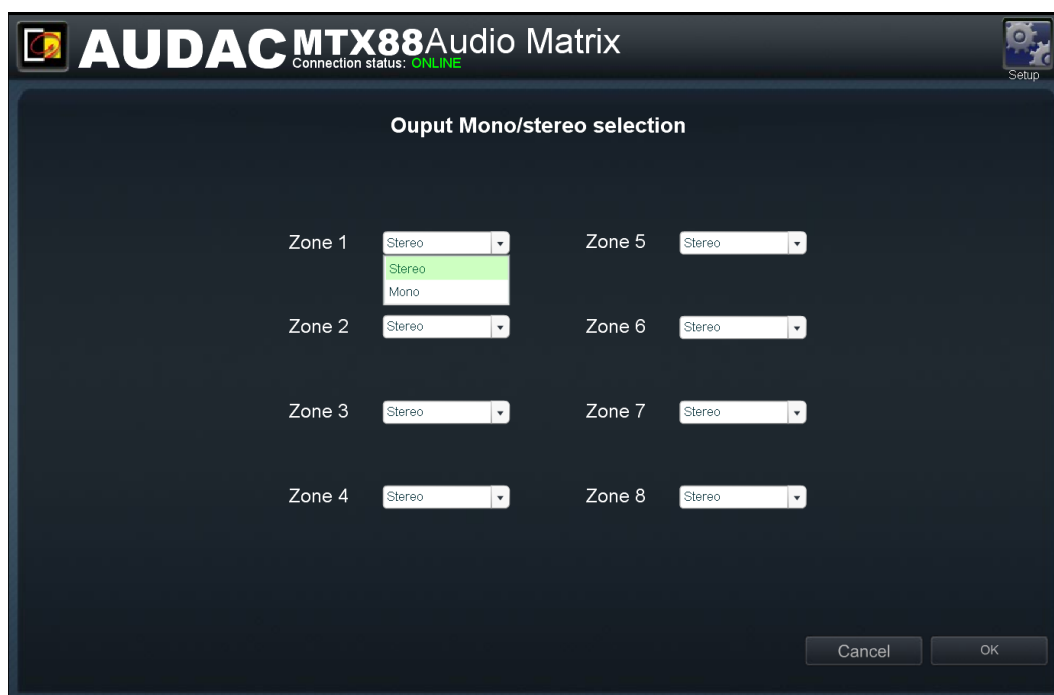 AUDAC MTX88 Audio Matrix
Connection status: ONLINE
Setup
Ouput Mono/stereo selection
Zone 1 Stereo Zone 5 Stereo
Stereo
Mono
Zone 2 Stereo Zone 6 Stereo
Zone 3 Stereo Zone 7 Stereo
Zone 4 Stereo Zone 8 Stereo
Cancel OK